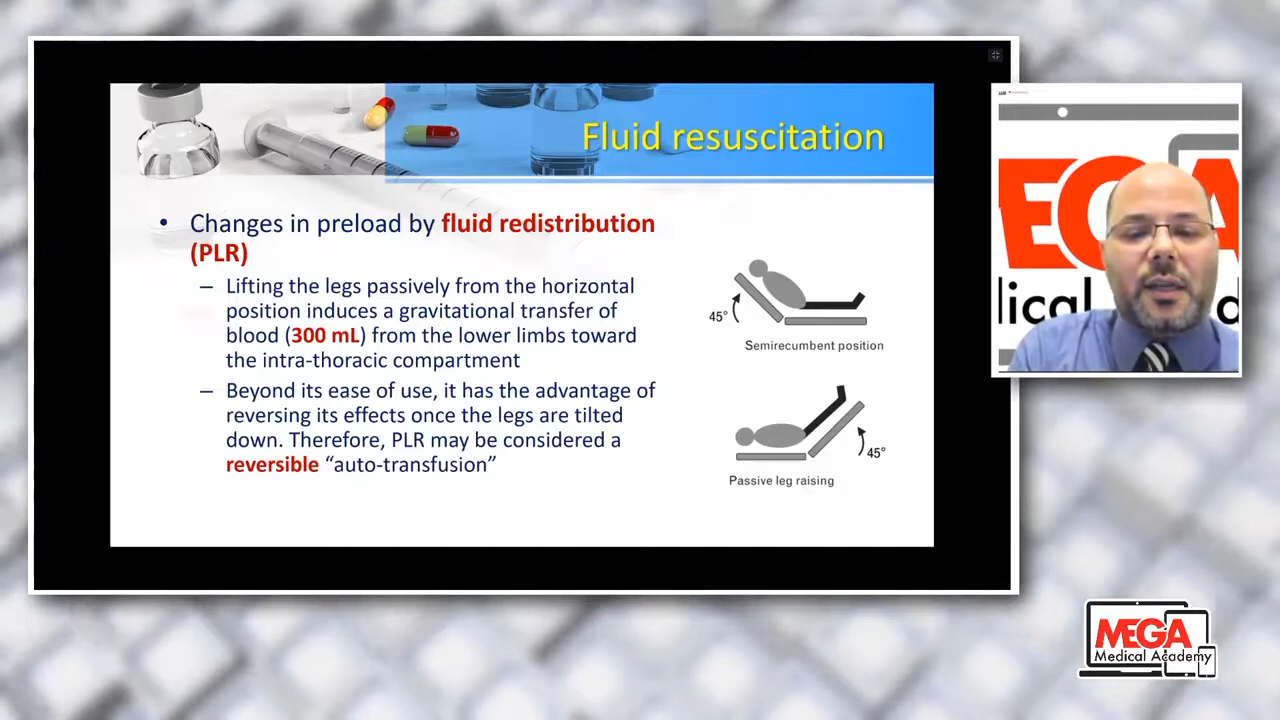 Fluid resuscitation
• Changes in preload by fluid redistribution
(PLR)
– Lifting the legs passively from the horizontal
position induces a gravitational transfer of
blood (300 mL) from the lower limbs toward
the intra-thoracic compartment
– Beyond its ease of use, it has the advantage of
reversing its effects once the legs are tilted
down. Therefore, PLR may be considered a
reversible “auto-transfusion”
45°
Semirecumbent position
45°
Passive leg raising
MEGA
Medical Academy